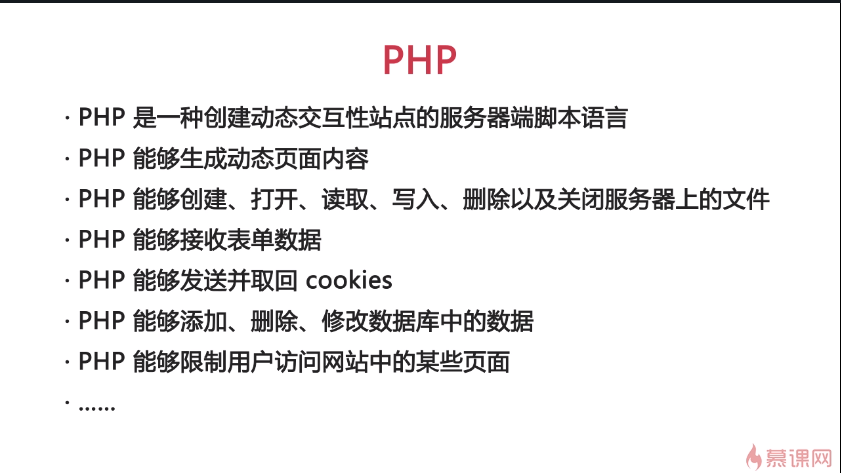 PHP
· PHP 是一种创建动态交互性站点的服务器端脚本语言
· PHP 能够生成动态页面内容
· PHP 能够创建、打开、读取、写入、删除以及关闭服务器上的文件
· PHP 能够接收表单数据
· PHP 能够发送并取回 cookies
· PHP 能够添加、删除、修改数据库中的数据
· PHP 能够限制用户访问网站中的某些页面
· ......
慕课网